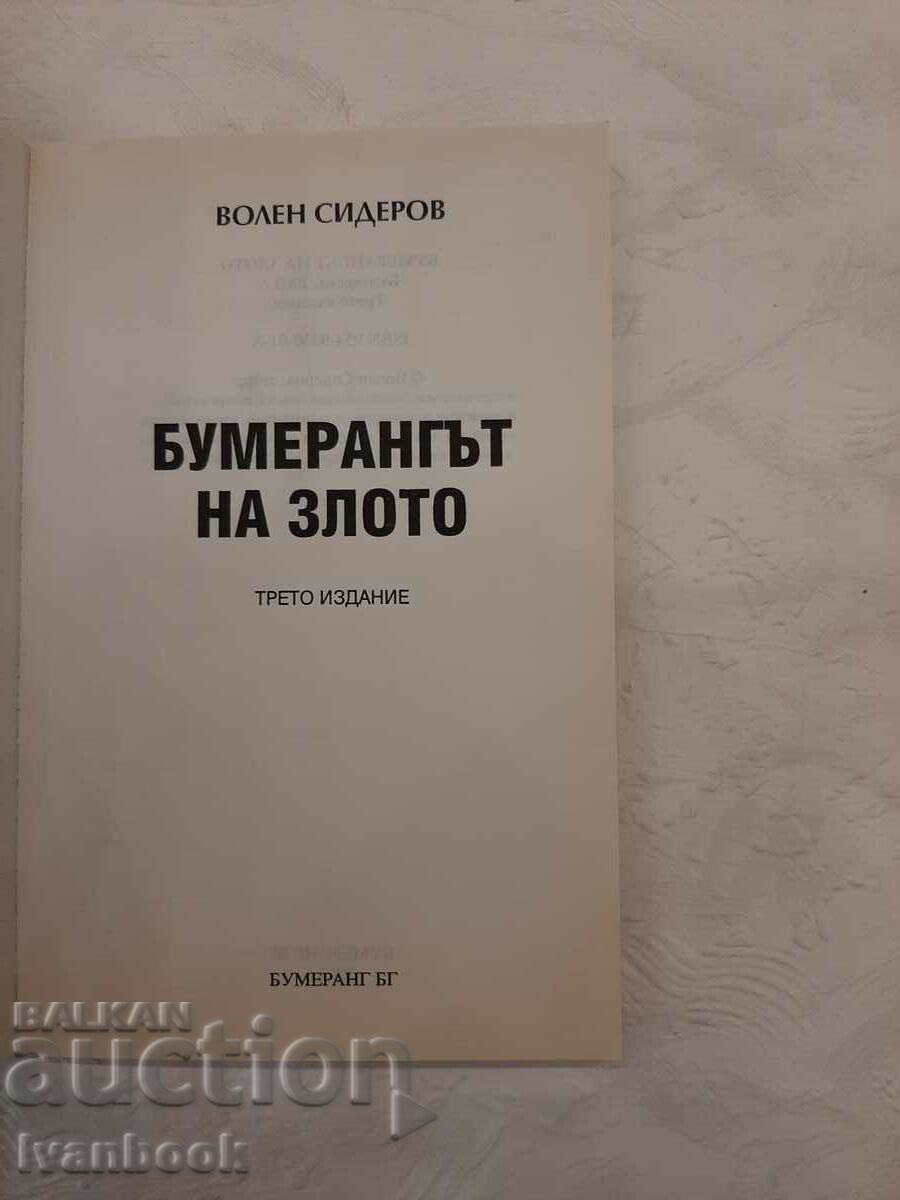 ВОЛЕН СИДЕРОВ
БУМЕРАНГЪТ
НА ЗЛОТО
ТРЕТО ИЗДАНИЕ
БУМЕРАНГ БГ
BALKAN
auction
Ivanbook